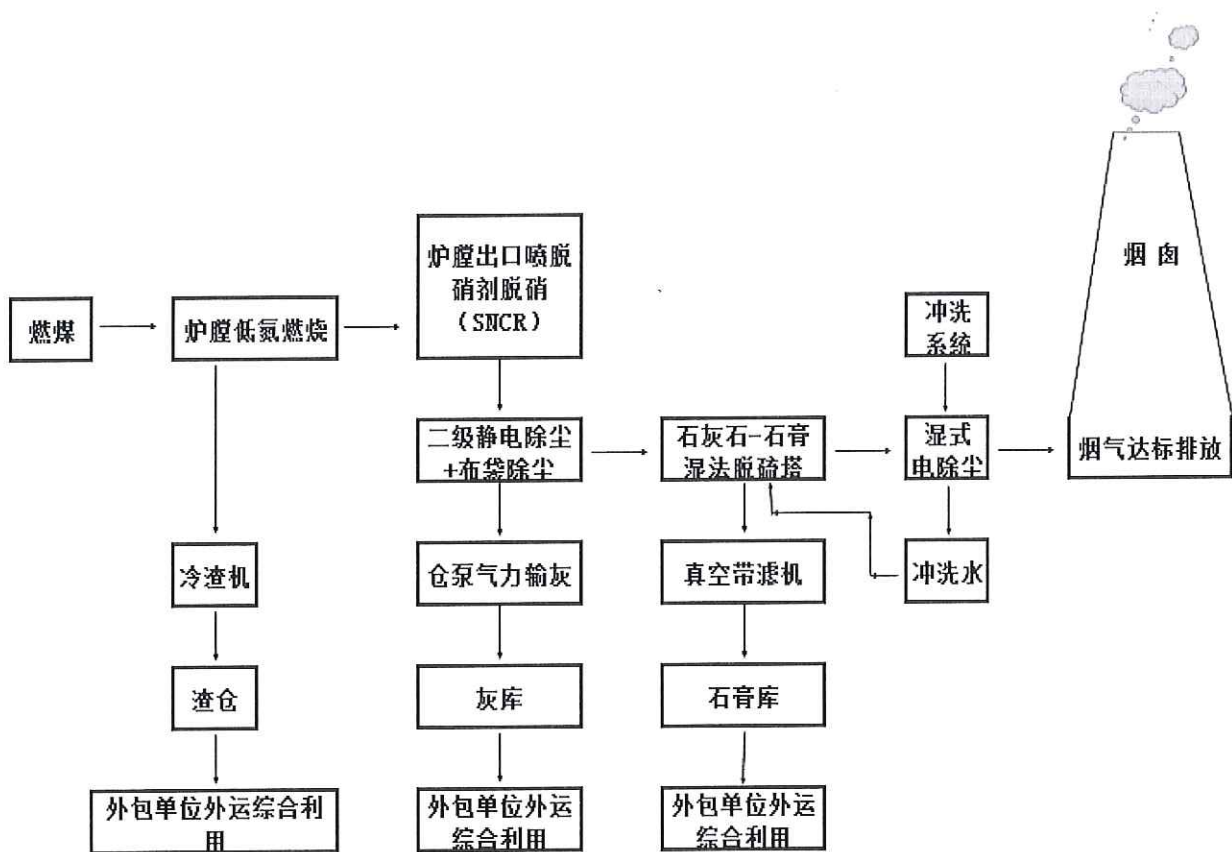 烟 囱
炉膛出口喷脱
硝剂脱硝
（SNCR）
燃煤
炉膛低氮燃烧
冲洗
系统
二级静电除尘
+布袋除尘
石灰石-石膏
湿法脱硫塔
湿式
电除尘
烟气达标排放
冷渣机
仓泵气力输灰
真空带滤机
冲洗水
渣仓
灰库
石膏库
外包单位外运综合利
用
外包单位外运
综合利用
外包单位外运
综合利用